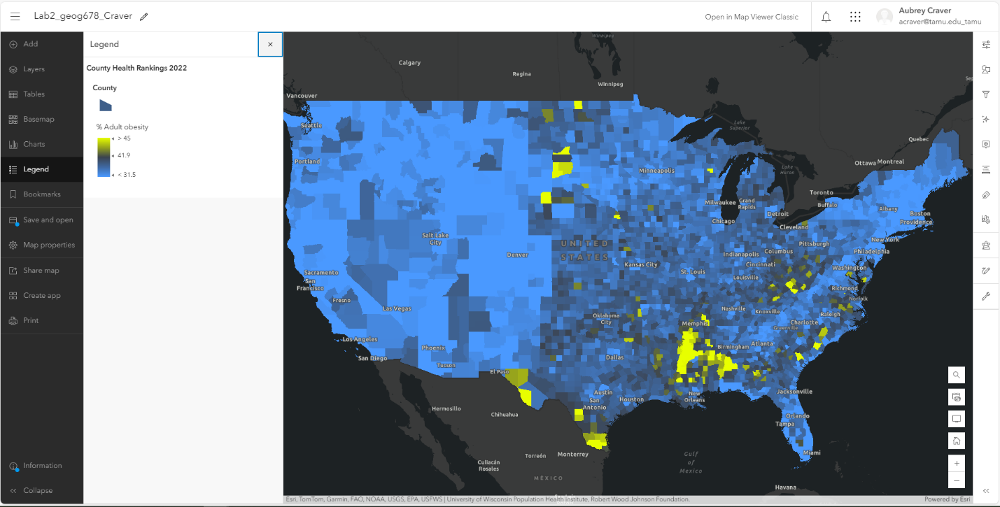 Lab2_geog678_Craver
Open in Map Viewer Classic
Aubrey Craver
acraver@tamu.edu_tamu
Add
Layers
Tables
Basemap
Charts
Legend
Bookmarks
Save and open
Map properties
Share map
Create app
Print
Information
Collapse
Legend
County Health Rankings 2022
County
% Adult obesity
> 45
41.9
< 31.5
Winnipeg
Calgary
Regina
Winnipeg
Vancouver
Seattle
Portland
Lake
Superior
Quebec
Ottawa
Montreal
Minneapolis
Lake
Huron
Toronto
Milwaukee
Grand
Rapids
Buffalo
Albany
Boston
Detroit
Chicago
Cleveland
Providence
Salt Lake
City
UNITED
STATES
Denver
New York
Pittsburgh
Philadelphia
Indianapolis
Columbus
Kansas City
Cincinnati
St. Louis
Washington
Sacramento
San
Francisco
Louisville
Richmond
Norfolk
Fresno
Las Vegas
Nashville
Knoxville
Raleigh
Oklahoma
City
Memphis
Charlotte
Greenville
Los Angeles
Phoenix
Birmingham
Atlanta
San Diego
Dallas
Tucson
El Paso
Austin
San
Antonio
Houston
New
Orleans
Jacksonville
Hermosillo
Chihuahua
Orlando
Tampa
Torreón
Monterrey
Gulf
of
Mexico
Miami
Culiacán
Rosales
MÉXICO
Havana
Esri, TomTom, Garmin, FAO, NOAA, USGS, EPA, USFWS | University of Wisconsin Population Health Institute, Robert Wood Johnson Foundation.
Powered by Esri